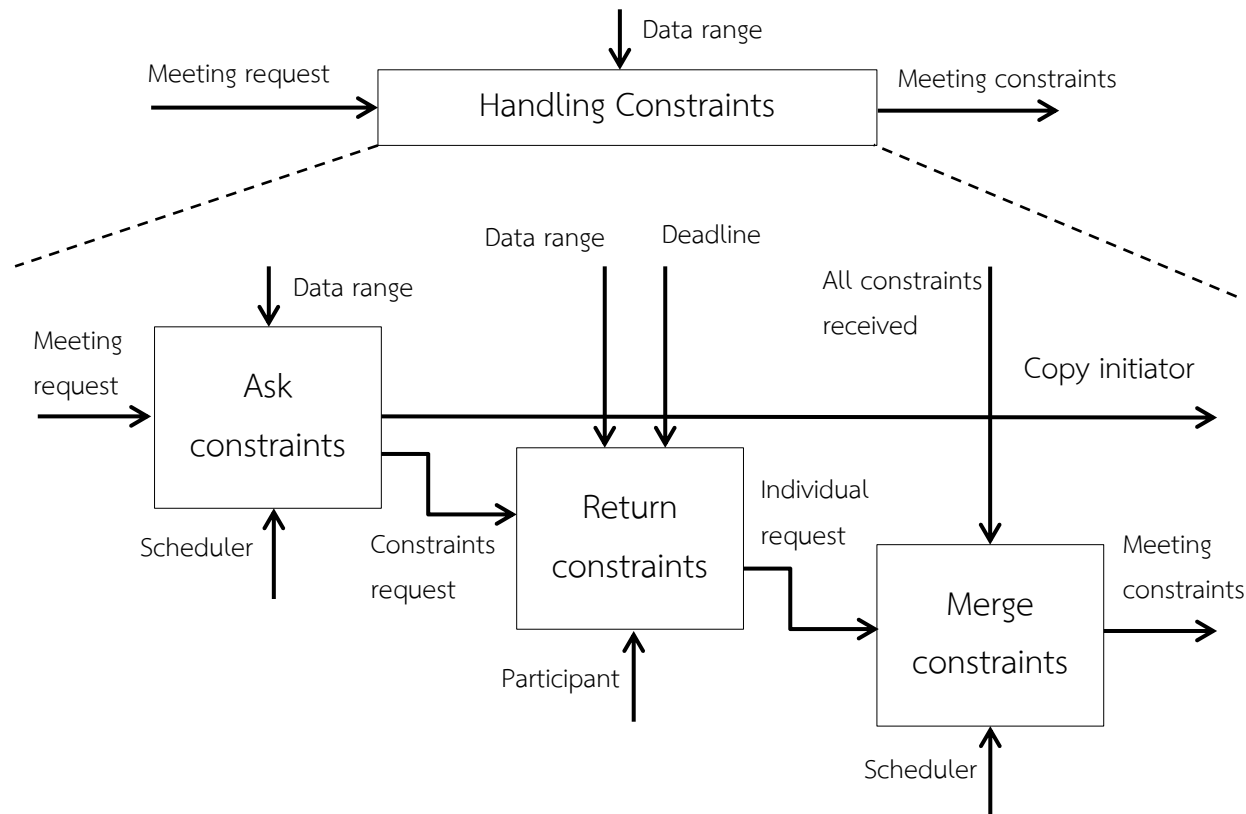 Data range
Meeting request
Handling Constraints
Meeting constraints
Data range
Deadline
Data range
All constraints
received
Meeting
request
Ask
constraints
Copy initiator
Scheduler
Constraints
request
Return
constraints
Individual
request
Participant
Merge
constraints
Meeting
constraints
Scheduler